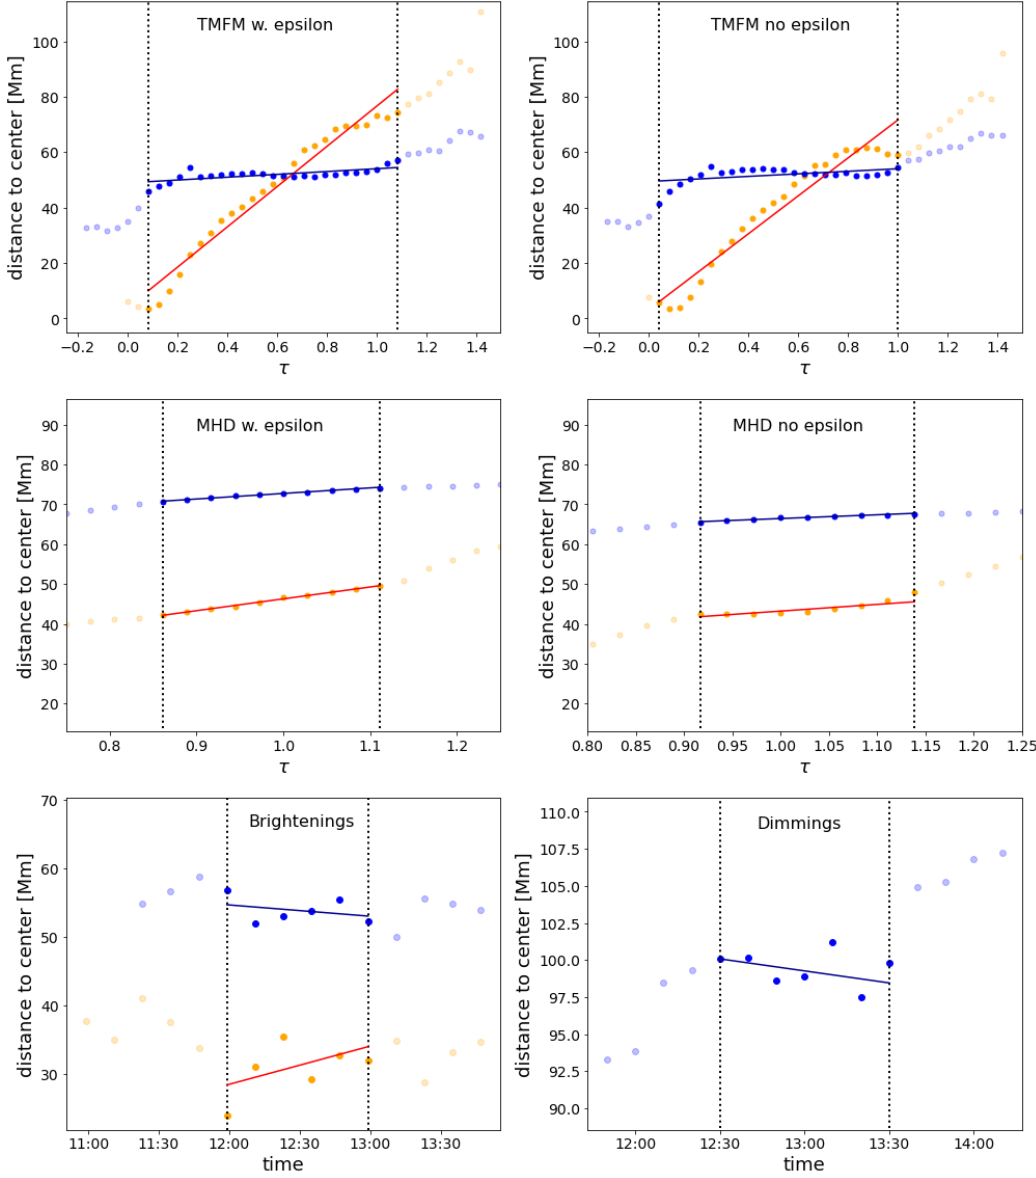 TMFM w. epsilon
distance to center [Mm]
100
80
60
40
20
0
−0.2 0.0 0.2 0.4 0.6 0.8 1.0 1.2 1.4
τ
TMFM no epsilon
distance to center [Mm]
100
80
60
40
20
0
−0.2 0.0 0.2 0.4 0.6 0.8 1.0 1.2 1.4
τ
MHD w. epsilon
distance to center [Mm]
90
80
70
60
50
40
30
20
0.8 0.9 1.0 1.1 1.2
τ
MHD no epsilon
distance to center [Mm]
90
80
70
60
50
40
30
20
0.80 0.85 0.90 0.95 1.00 1.05 1.10 1.15 1.20 1.25
τ
Brightenings
distance to center [Mm]
70
60
50
40
30
11:00 11:30 12:00 12:30 13:00 13:30
time
Dimmings
distance to center [Mm]
110.0
107.5
105.0
102.5
100.0
97.5
95.0
92.5
90.0
12:00 12:30 13:00 13:30 14:00
time